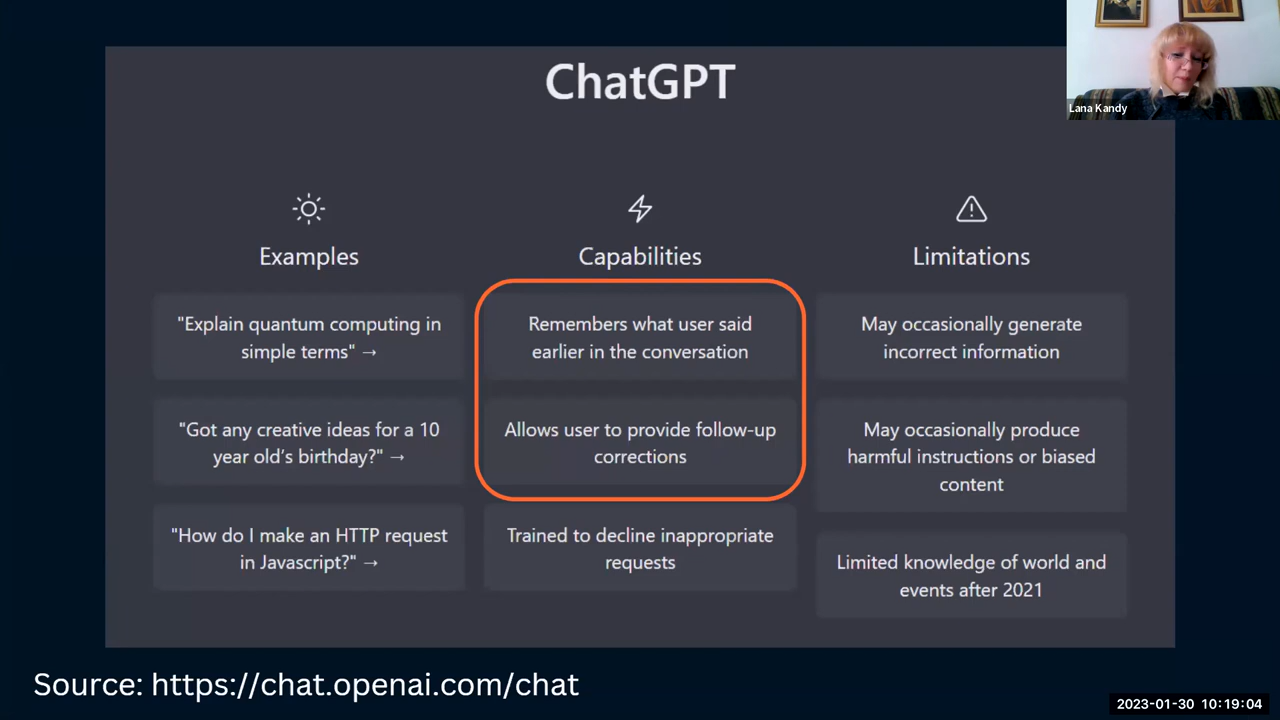 ChatGPT
Lana Kandy
Examples
"Explain quantum computing in
simple terms" →
"Got any creative ideas for a 10
year old's birthday?" →
"How do I make an HTTP request
in Javascript?" →
Capabilities
Remembers what user said
earlier in the conversation
Allows user to provide follow-up
corrections
Trained to decline inappropriate
requests
Limitations
May occasionally generate
incorrect information
May occasionally produce
harmful instructions or biased
content
Limited knowledge of world and
events after 2021
Source: https://chat.openai.com/chat
2023-01-30 10:19:04